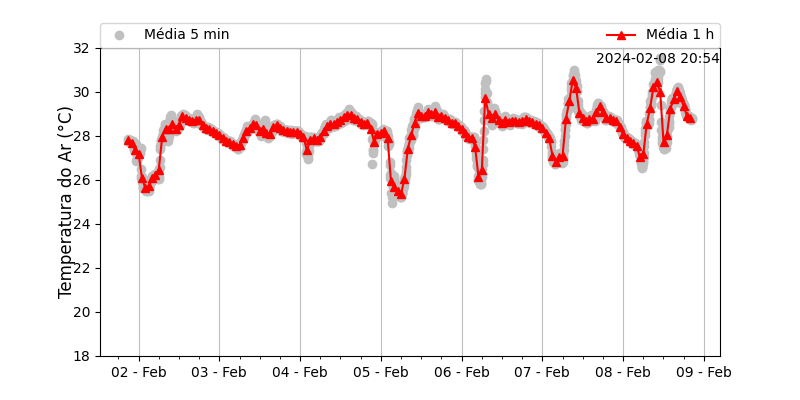 Média 5 min
Média 1 h
2024-02-08 20:54
Temperatura do Ar (°C)
32
30
28
26
24
22
20
18
02 - Feb
03 - Feb
04 - Feb
05 - Feb
06 - Feb
07 - Feb
08 - Feb
09 - Feb